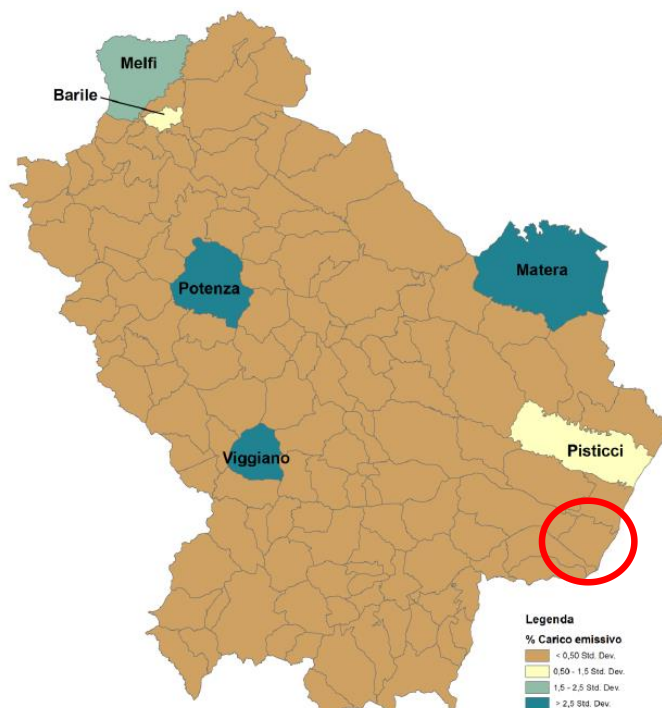 Melfi
Barile
Matera
Potenza
Pisticci
Viggiano
Legenda
% Carico emissivo
< 0,50 Std. Dev.
0,50 - 1,5 Std. Dev.
1,5 - 2,5 Std. Dev.
> 2,5 Std. Dev.